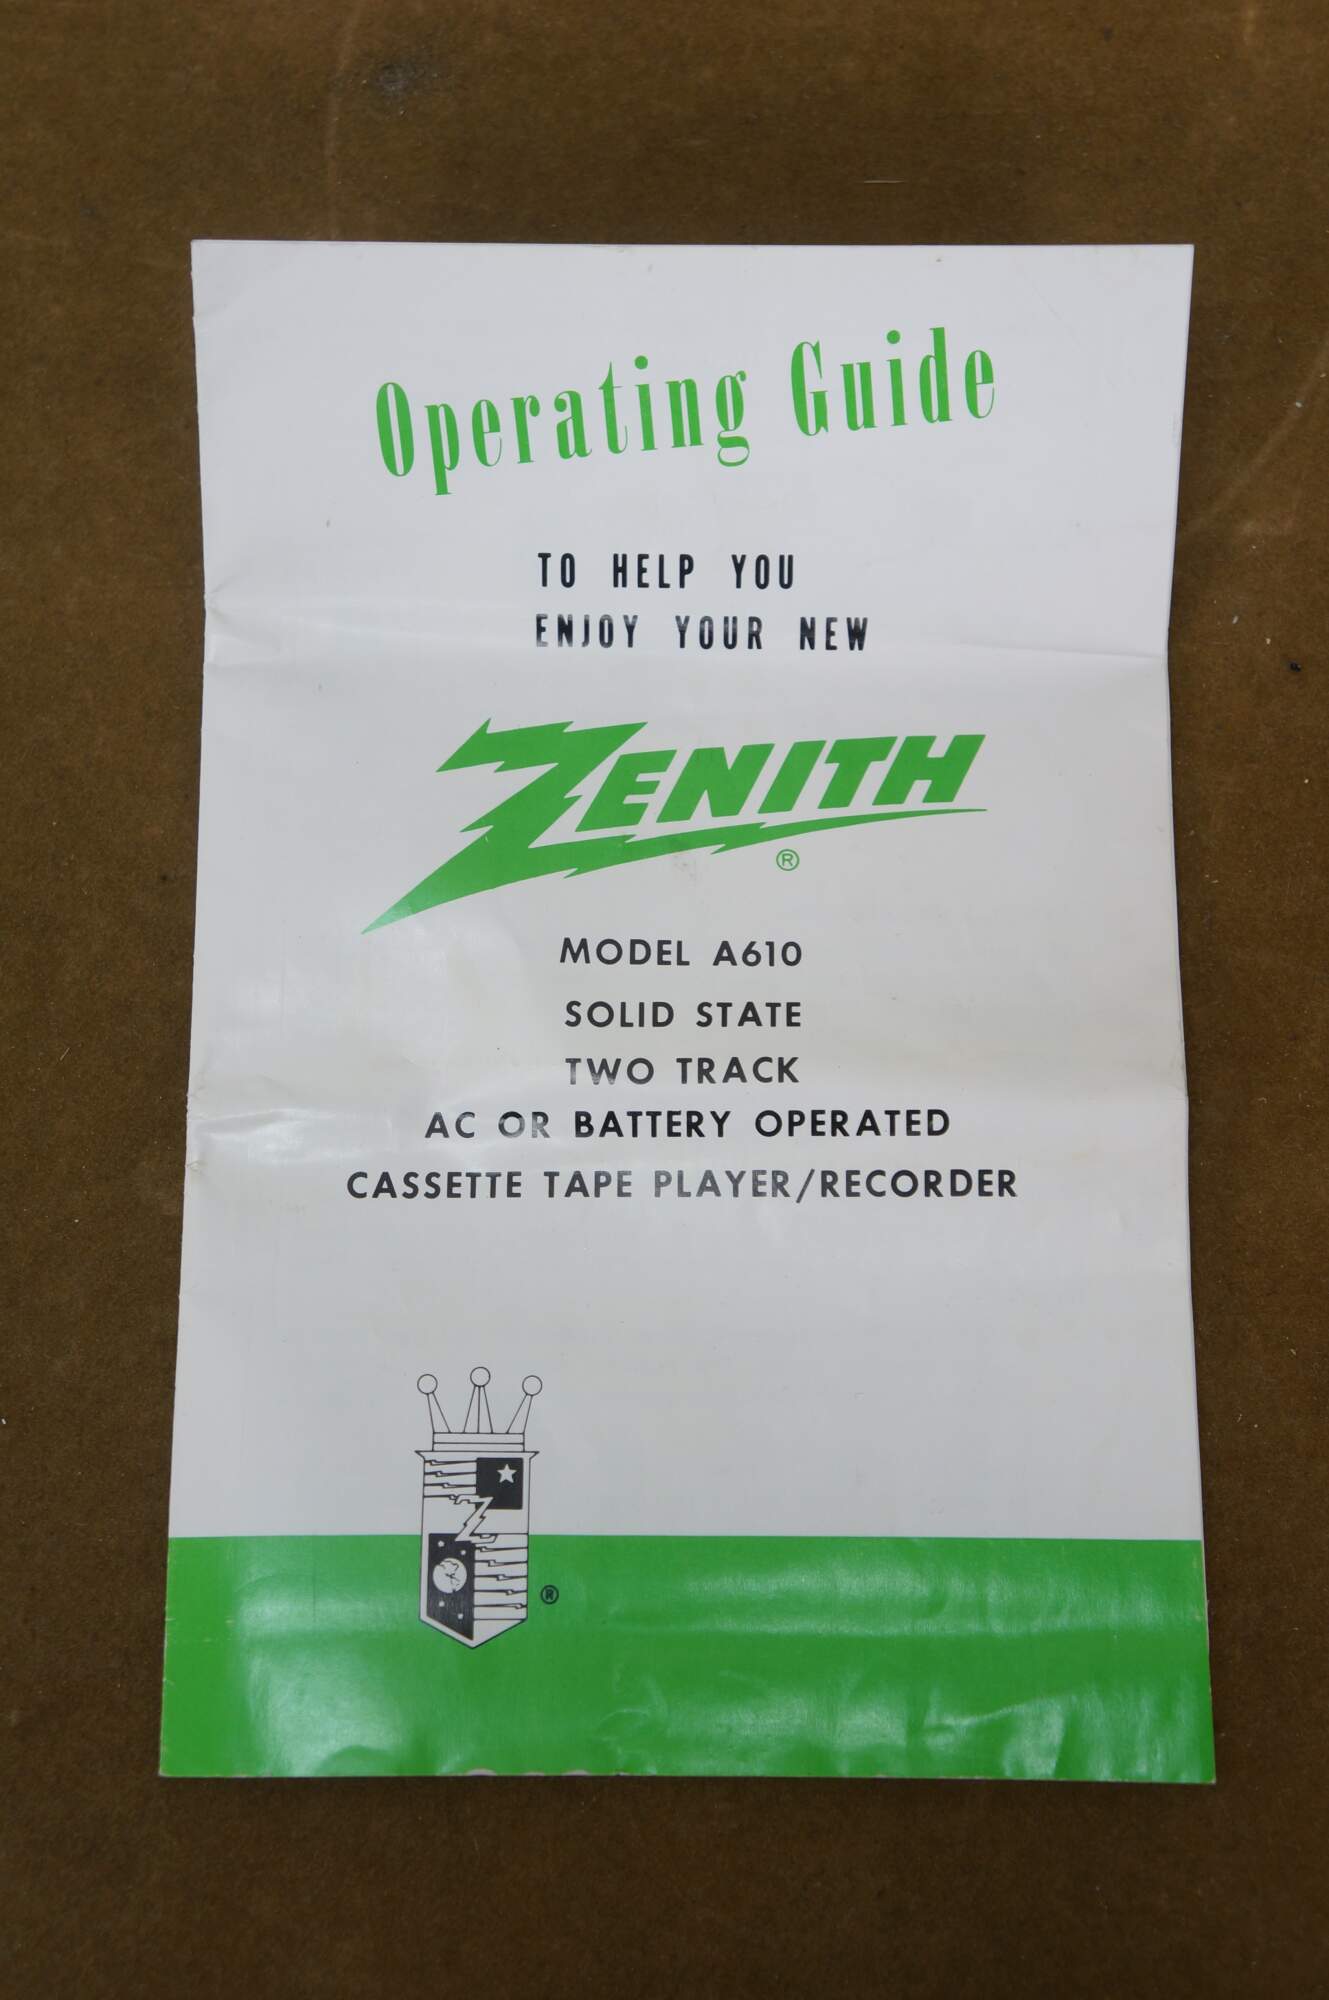 Operating Guide
TO HELP YOU
ENJOY YOUR NEW
ZENITH
®
MODEL A610
SOLID STATE
TWO TRACK
AC OR BATTERY OPERATED
CASSETTE TAPE PLAYER/RECORDER
®